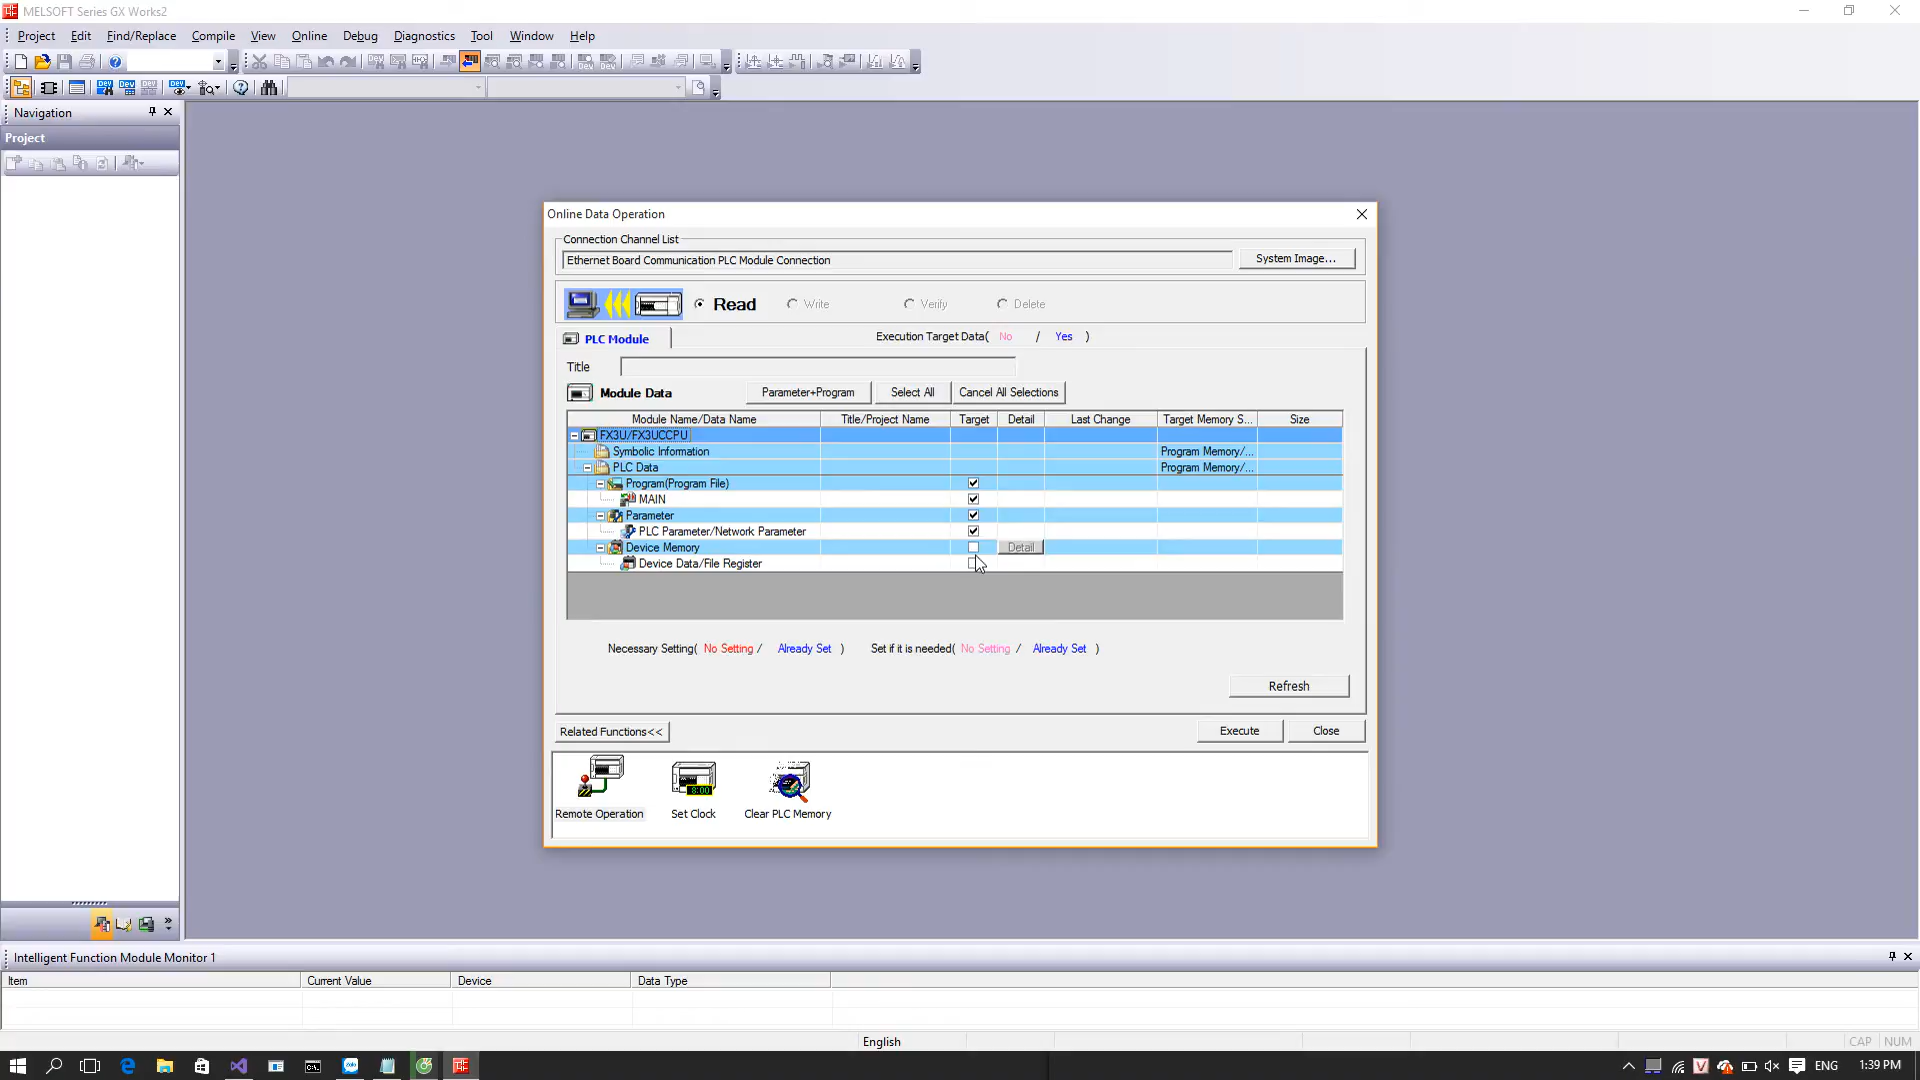 MELSOFT Series GX Works2
Project Edit Find/Replace Compile View Online Debug Diagnostics Tool Window Help
Navigation
Project
Online Data Operation
Connection Channel List
Ethernet Board Communication PLC Module Connection
System Image...
Read Write Verify Delete
PLC Module
Execution Target Data( No / Yes )
Title
Module Data
Parameter+Program Select All Cancel All Selections
Module Name/Data Name Title/Project Name Target Detail Last Change Target Memory S... Size
FX3U/FX3UCCPU
Symbolic Information Program Memory/...
PLC Data Program Memory/...
Program(Program File)
MAIN
Parameter
PLC Parameter/Network Parameter
Device Memory Detail
Device Data/File Register
Necessary Setting( No Setting / Already Set ) Set if it is needed( No Setting / Already Set )
Refresh
Related Functions<< Execute Close
8:00
Remote Operation Set Clock Clear PLC Memory
Intelligent Function Module Monitor 1
Item Current Value Device Data Type
English CAP NUM
ENG 1:39 PM